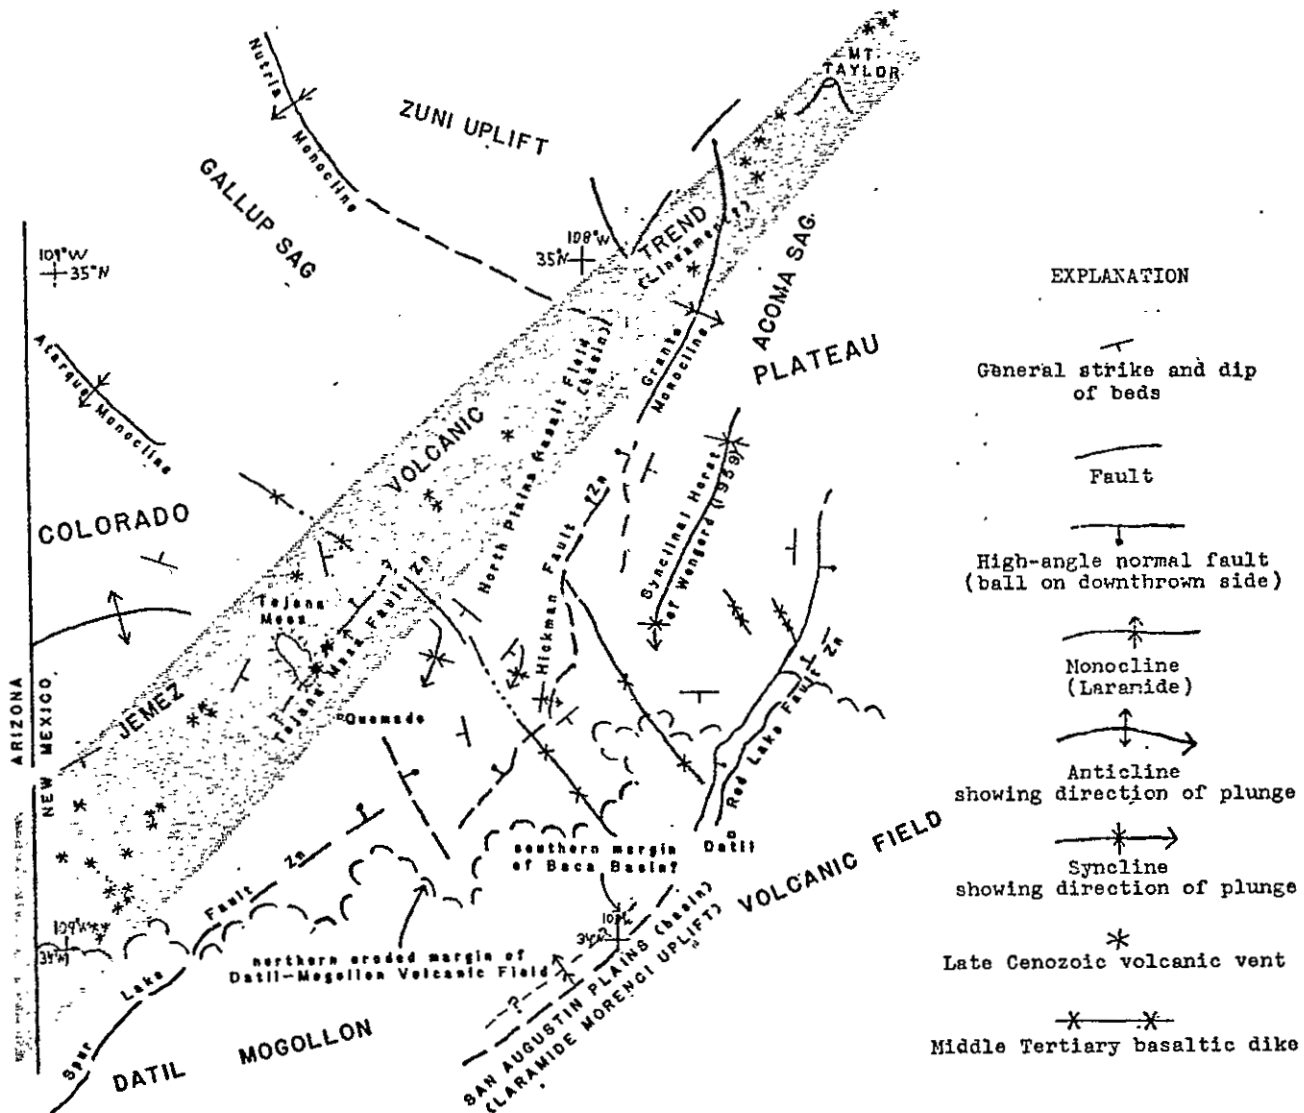 MT.
TAYLOR
Nutria
Monocline
ZUNI UPLIFT
GALLUP SAG
109°W
35°N
108°W
35°N
TREND
(Lineament(?))
ACOMA SAG
Grants
Monocline
PLATEAU
Atarque Monocline
North Plains (Basalt Field)
(basin)
VOLCANIC
COLORADO
Synclinal Horst
of Wengerd (1959)
Hickman Fault Zn
Tejana
Mesa
Tejana Mesa Fault Zn
?
?
JEMEZ
Quemado
ARIZONA
NEW MEXICO
Red Lake Fault Zn
Datil
southern margin
of Baca Basin?
Spur Lake Fault Zn
109°W
34°N
34°N
northern eroded margin of
Datil-Mogollon Volcanic Field
?
?
SAN AUGUSTIN PLAINS (basin)
(LARAMIDE MORENCI UPLIFT)
DATIL MOGOLLON VOLCANIC FIELD
EXPLANATION
General strike and dip
of beds
Fault
High-angle normal fault
(ball on downthrown side)
Monocline
(Laramide)
Anticline
showing direction of plunge
Syncline
showing direction of plunge
Late Cenozoic volcanic vent
Middle Tertiary basaltic dike